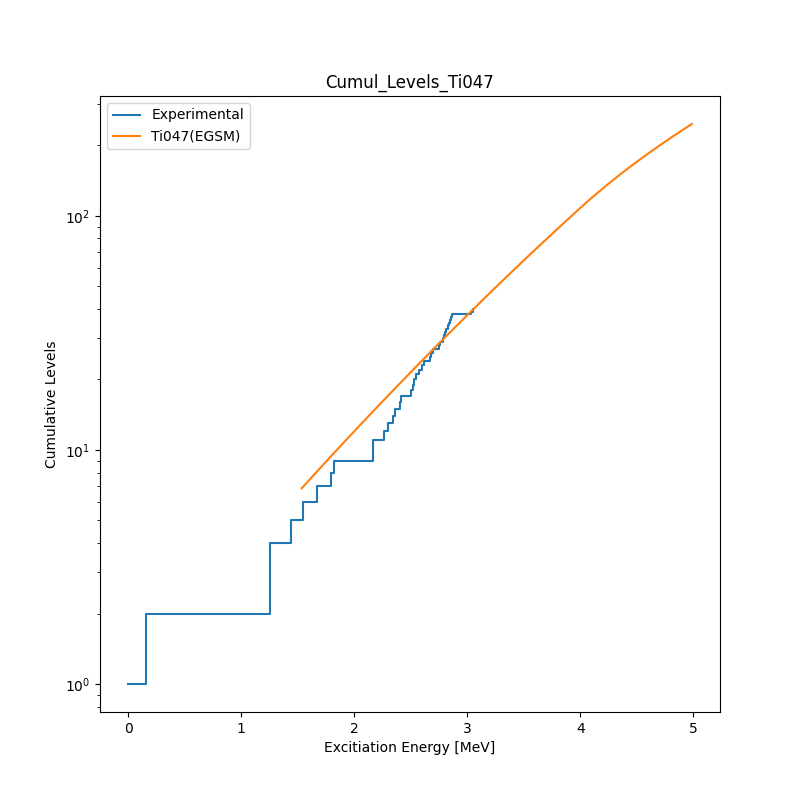 Cumul_Levels_Ti047
Experimental
Ti047(EGSM)
Cumulative Levels
10²
10¹
10⁰
0 1 2 3 4 5
Excitiation Energy [MeV]